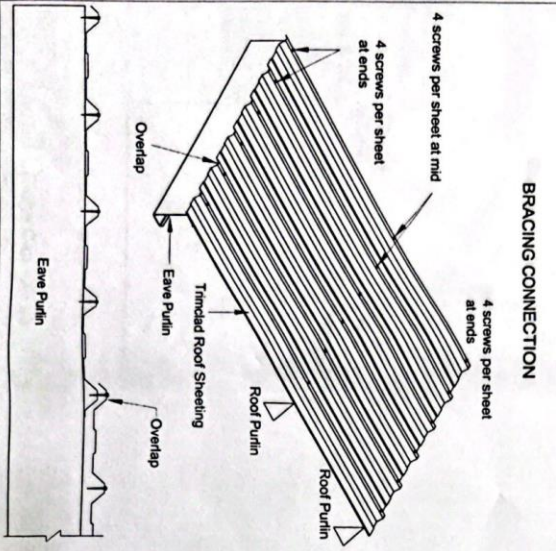 BRACING CONNECTION
4 screws per sheet
at ends
4 screws per sheet at mid
4 screws per sheet
at ends
Overlap
Eave Purlin
Trimclad Roof Sheeting
Roof Purlin
Roof Purlin
Overlap
Eave Purlin